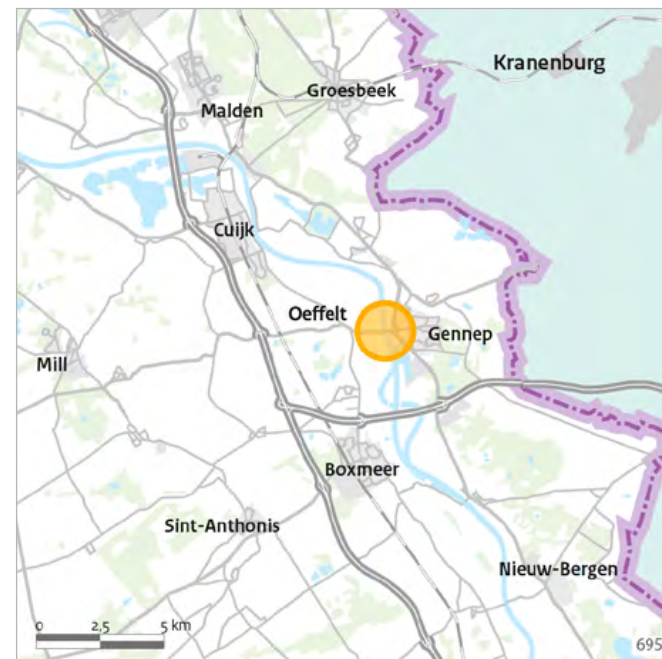 Kranenburg
Groesbeek
Malden
Cuijk
Oeffelt
Gennep
Mill
Boxmeer
Sint-Anthonis
Nieuw-Bergen
0 2,5 5 km
695